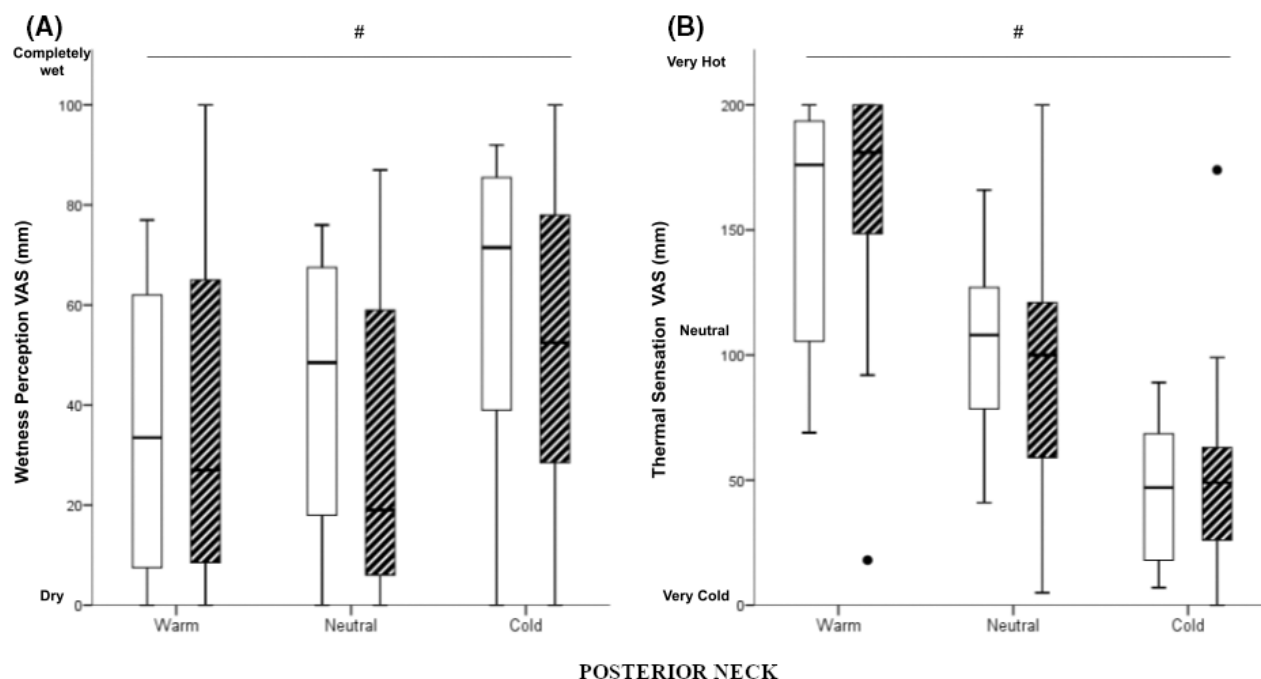 (A)
#
Completely
wet
100
80
60
40
20
0
Dry
Wetness Perception VAS (mm)
Warm
Neutral
Cold
(B)
#
Very Hot
200
150
Neutral
100
50
Very Cold
0
Thermal Sensation VAS (mm)
Warm
Neutral
Cold
POSTERIOR NECK